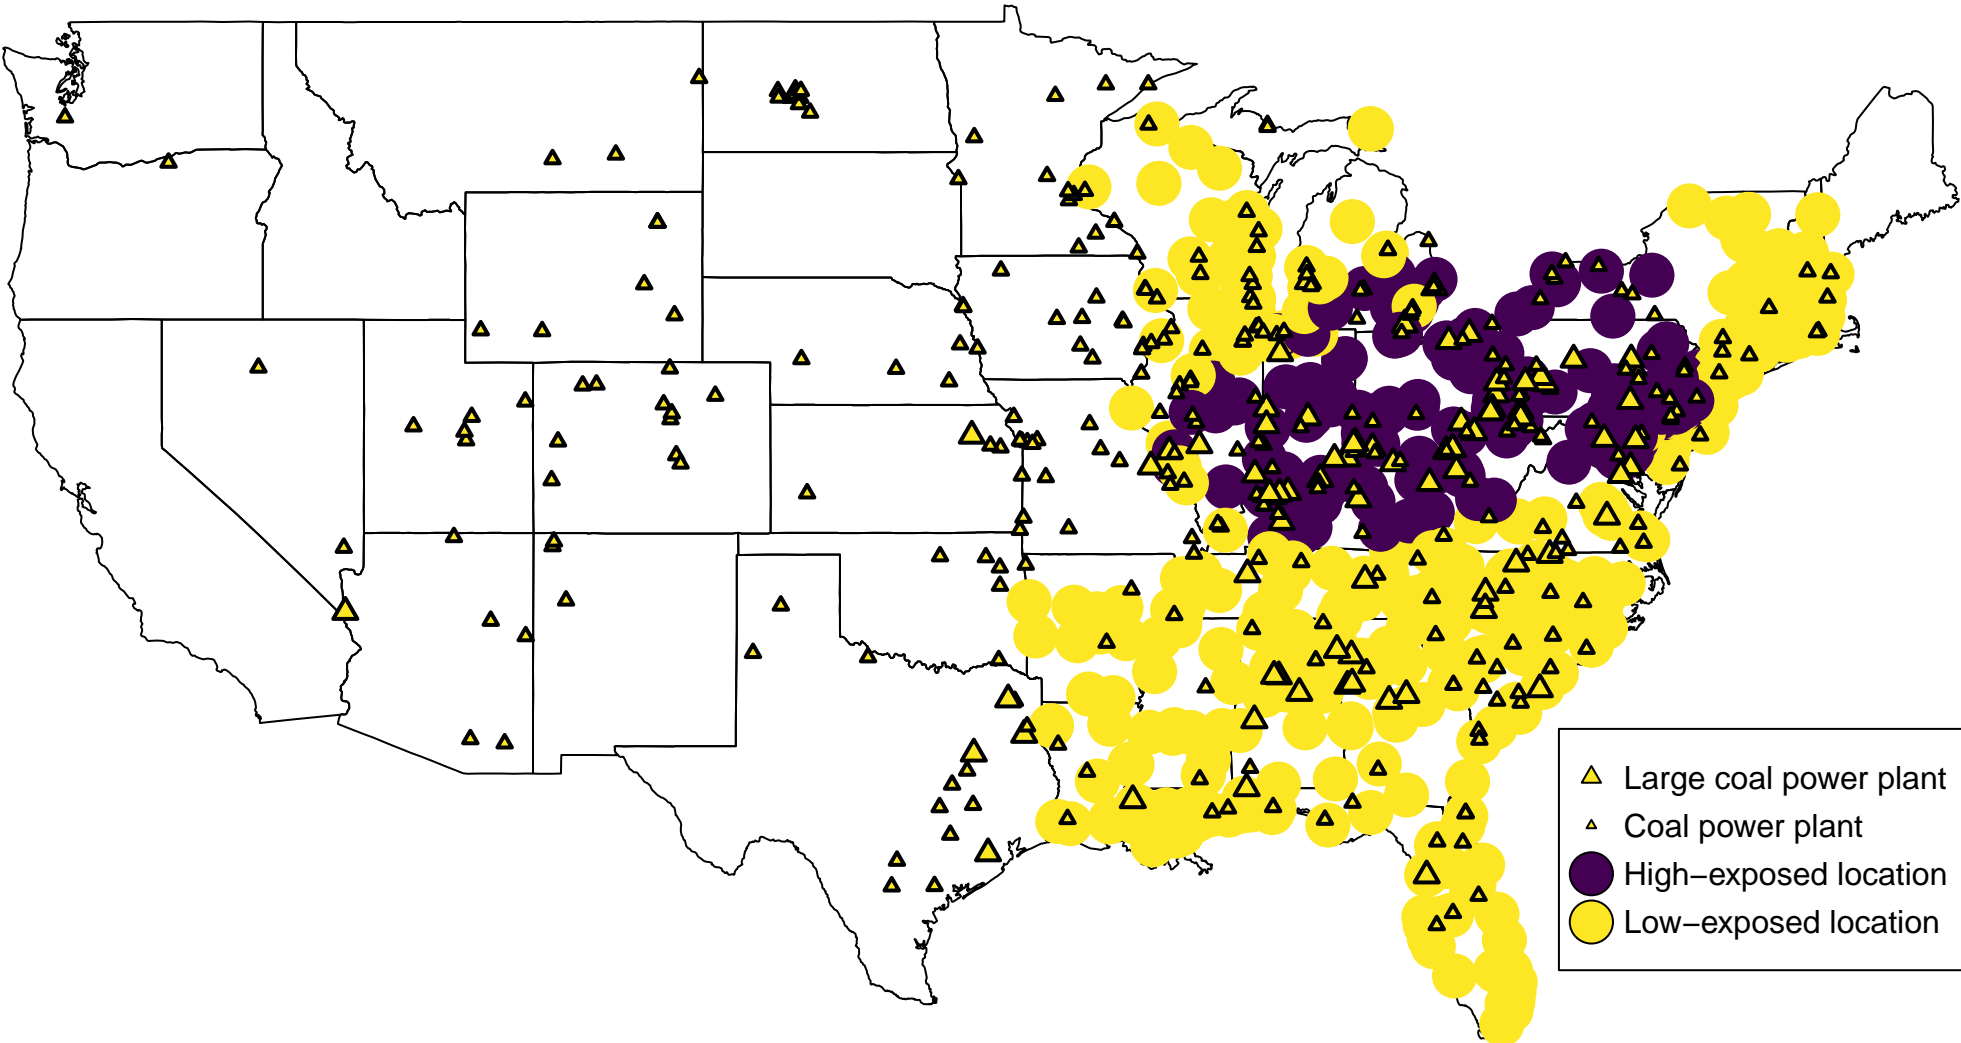 Large coal power plant
Coal power plant
High−exposed location
Low−exposed location